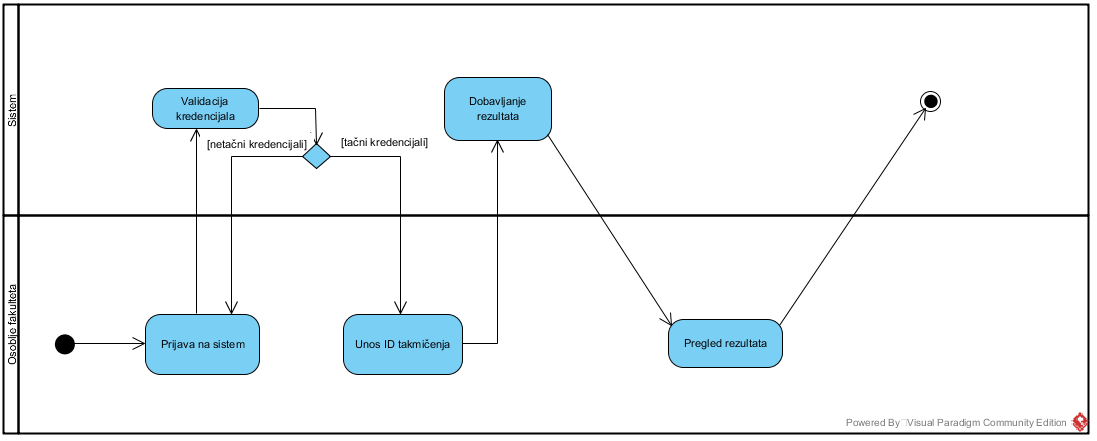 Sistem
Validacija
kredencijala
Dobavljanje
rezultata
[netačni kredencijali]
[tačni kredencijali]
Osoblje fakulteta
Prijava na sistem
Unos ID takmičenja
Pregled rezultata
Powered By Visual Paradigm Community Edition